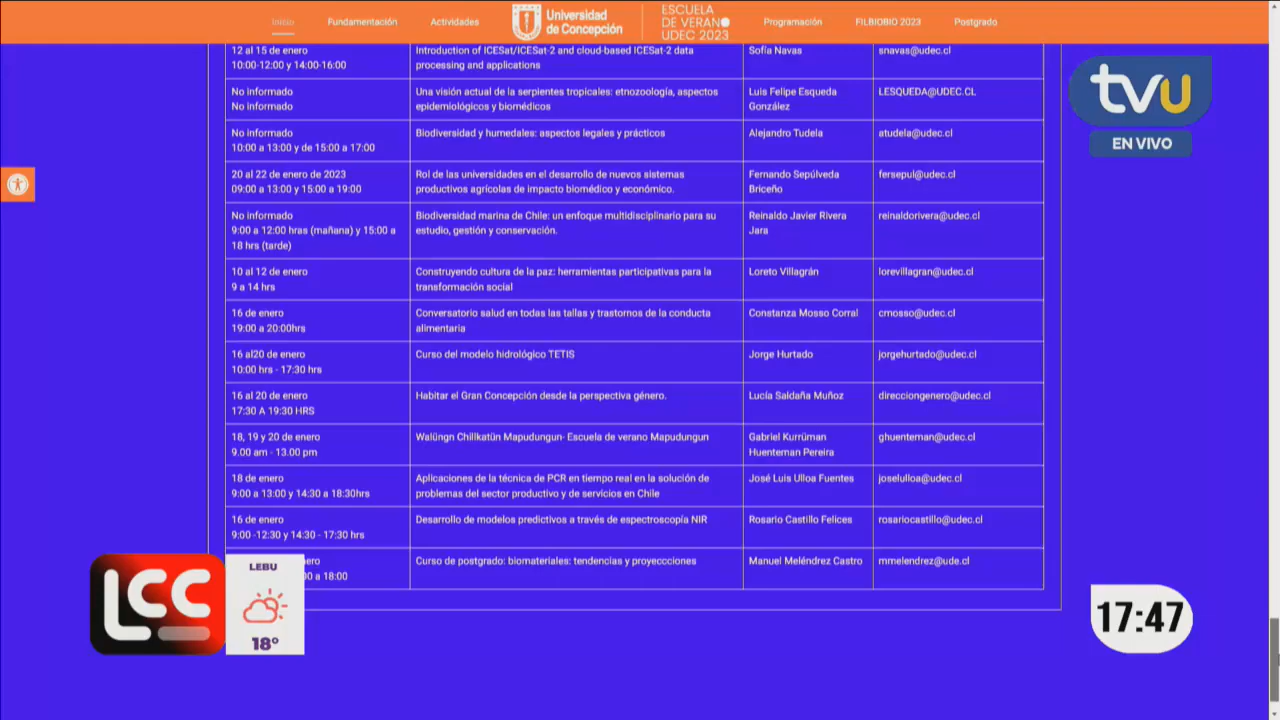 Inicio
Fundamentación
Actividades
Universidad
de Concepción
ESCUELA
DE VERANO
UDEC 2023
Programación
FILBIOBIO 2023
Postgrado
12 al 15 de enero
10:00-12:00 y 14:00-16:00
Introduction of ICESat/ICESat-2 and cloud-based ICESat-2 data
processing and applications
Sofía Navas
snavas@udec.cl
No informado
No informado
Una visión actual de la serpientes tropicales: etnozoología, aspectos
epidemiológicos y biomédicos
Luis Felipe Esqueda
González
LESQUEDA@UDEC.CL
No informado
10:00 a 13:00 y de 15:00 a 17:00
Biodiversidad y humedales: aspectos legales y prácticos
Alejandro Tudela
atudela@udec.cl
20 al 22 de enero de 2023
09:00 a 13:00 y 15:00 a 19:00
Rol de las universidades en el desarrollo de nuevos sistemas
productivos agrícolas de impacto biomédico y económico.
Fernando Sepúlveda
Briceño
fersepul@udec.cl
No informado
9:00 a 12:00 hras (mañana) y 15:00 a
18 hrs (tarde)
Biodiversidad marina de Chile: un enfoque multidisciplinario para su
estudio, gestión y conservación.
Reinaldo Javier Rivera
Jara
reinaldorivera@udec.cl
10 al 12 de enero
9 a 14 hrs
Construyendo cultura de la paz: herramientas participativas para la
transformación social
Loreto Villagrán
lorevillagran@udec.cl
16 de enero
19:00 a 20:00hrs
Conversatorio salud en todas las tallas y trastornos de la conducta
alimentaria
Constanza Mosso Corral
cmosso@udec.cl
16 al20 de enero
10:00 hrs - 17:30 hrs
Curso del modelo hidrológico TETIS
Jorge Hurtado
jorgehurtado@udec.cl
16 al 20 de enero
17:30 A 19:30 HRS
Habitar el Gran Concepción desde la perspectiva género.
Lucía Saldaña Muñoz
direcciongenero@udec.cl
18, 19 y 20 de enero
9.00 am - 13.00 pm
Walüngn Chillkatün Mapudungun- Escuela de verano Mapudungun
Gabriel Kurrüman
Huenteman Pereira
ghuenteman@udec.cl
18 de enero
9:00 a 13:00 y 14:30 a 18:30hrs
Aplicaciones de la técnica de PCR en tiempo real en la solución de
problemas del sector productivo y de servicios en Chile
José Luis Ulloa Fuentes
joselulloa@udec.cl
16 de enero
9:00 -12:30 y 14:30 - 17:30 hrs
Desarrollo de modelos predictivos a través de espectroscopía NIR
Rosario Castillo Felices
rosariocastillo@udec.cl
a 18:00
Curso de postgrado: biomateriales: tendencias y proyeccciones
Manuel Meléndrez Castro
mmelendrez@ude.cl
tvu
EN VIVO
LCC
LEBU
18°
17:47